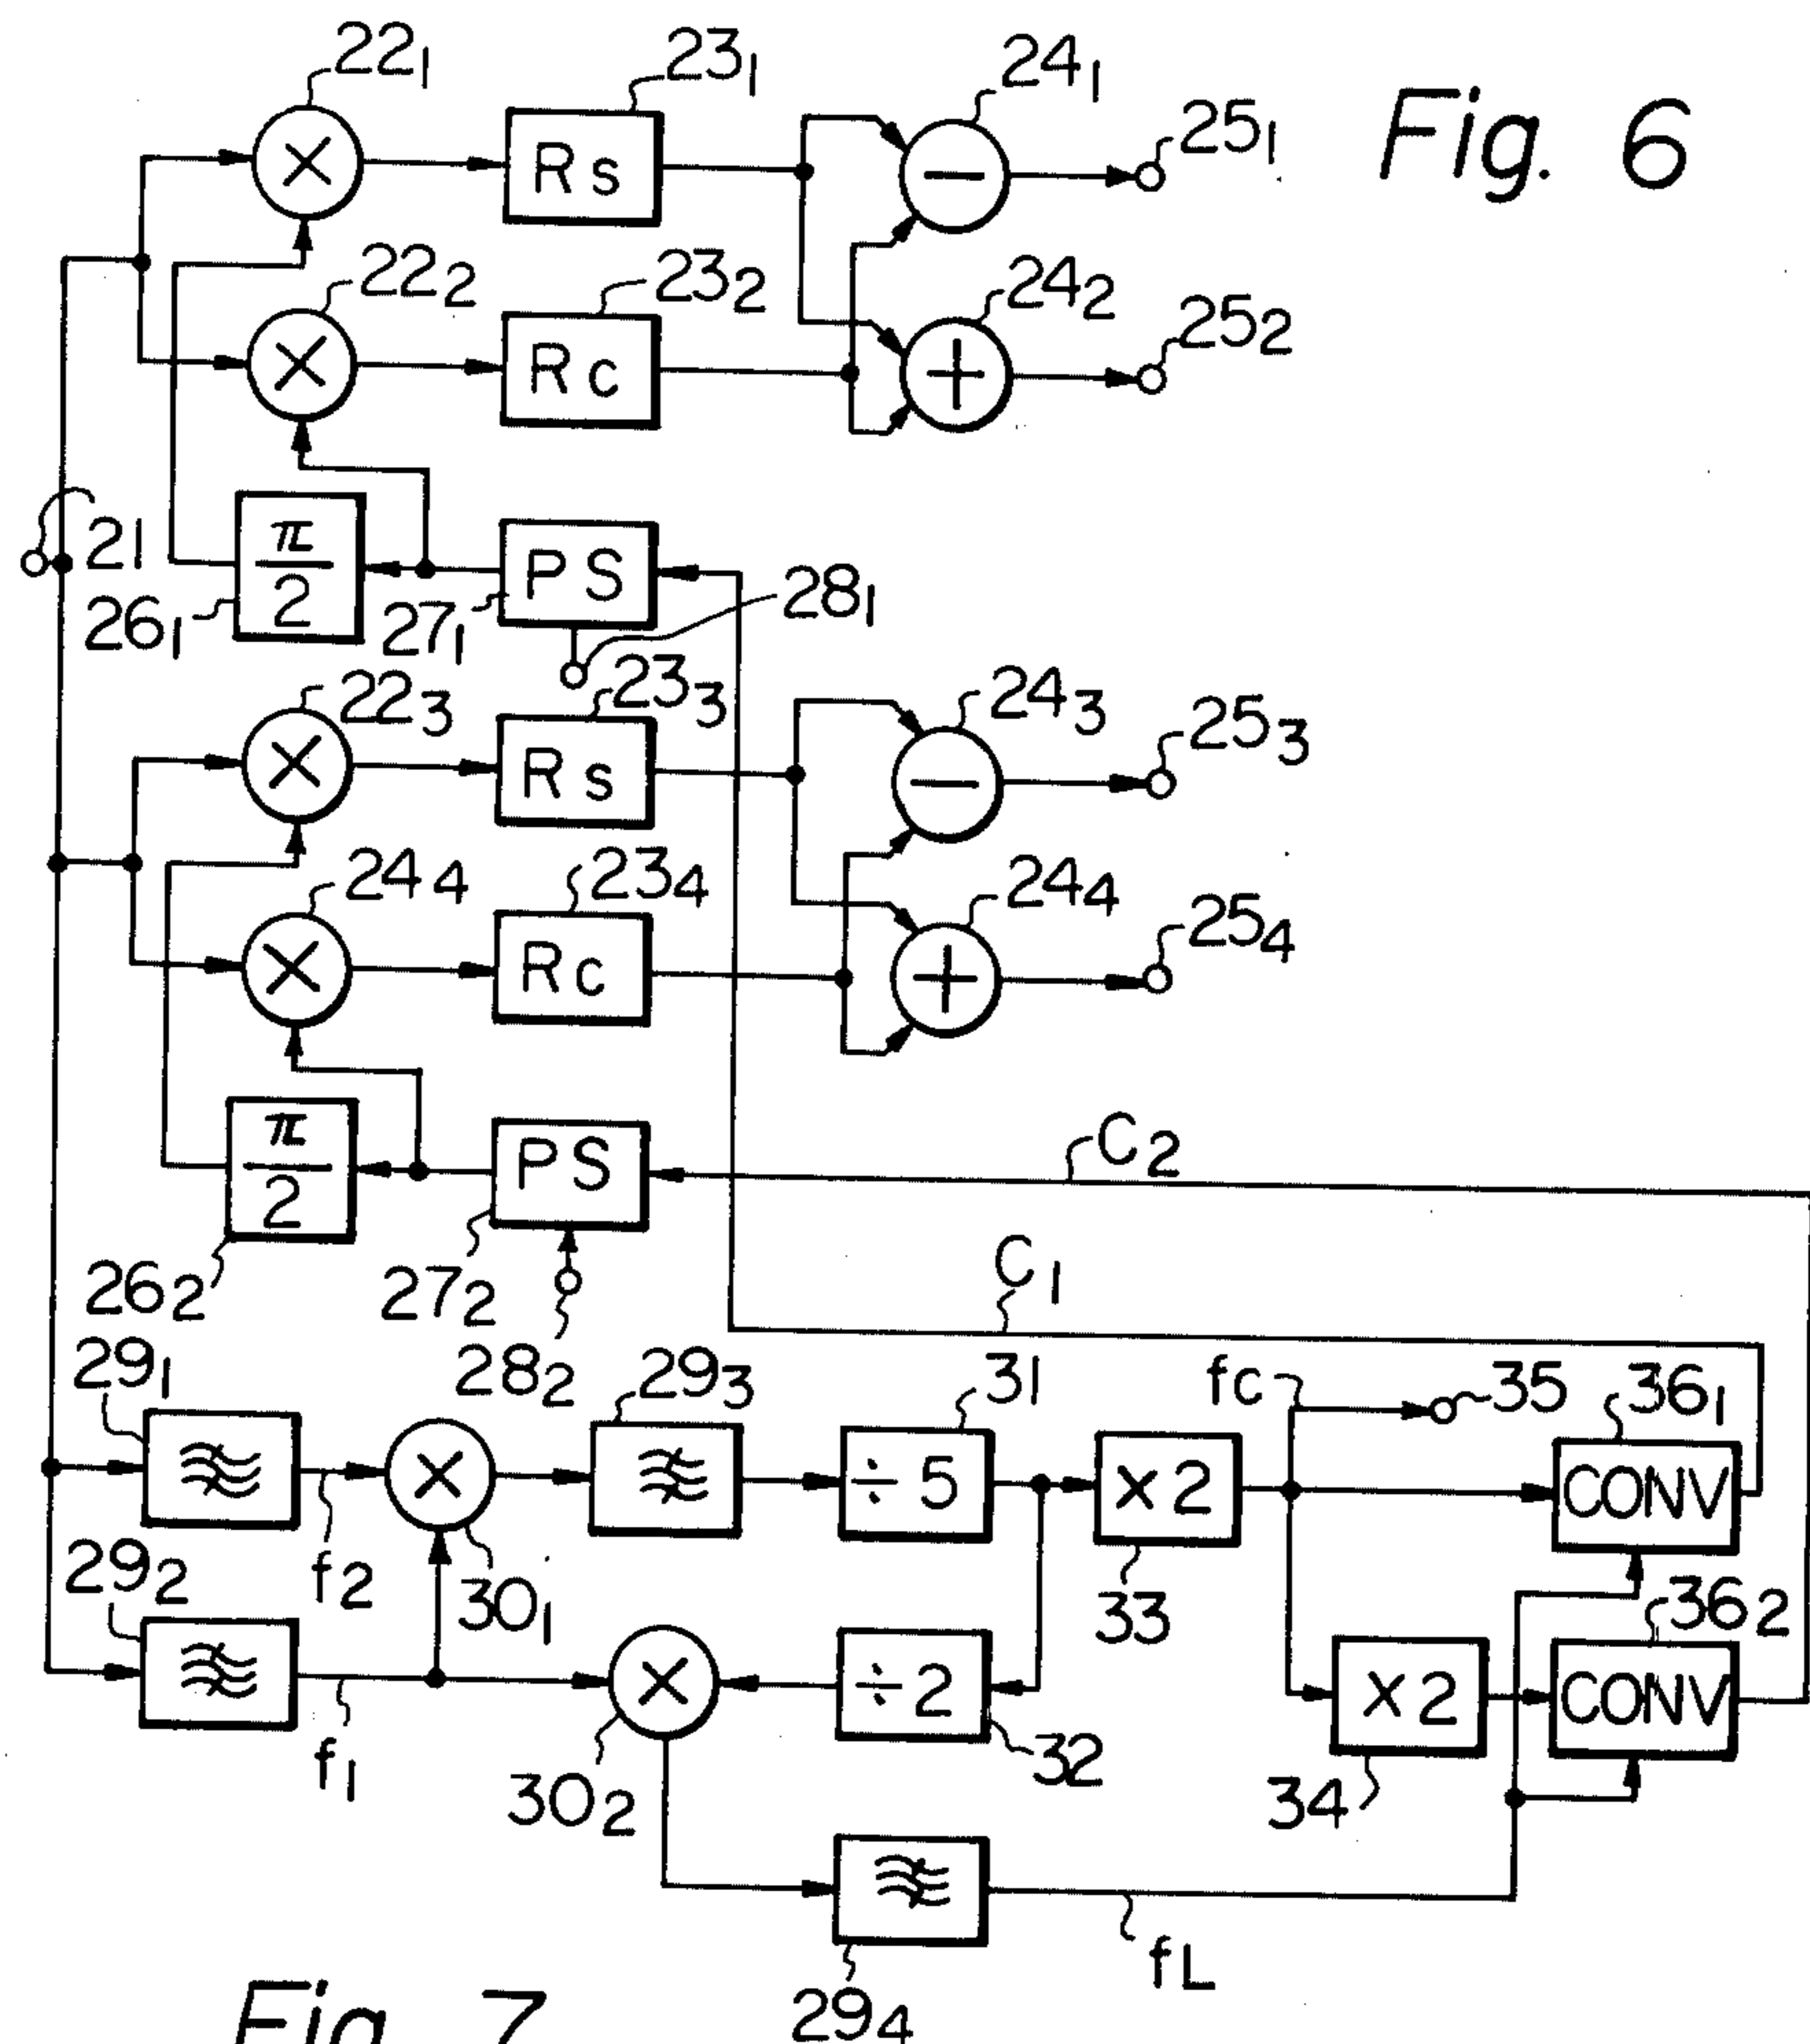 Fig. 6
22₁ 23₁ 24₁ 25₁
× Rs −
22₂ 23₂ 24₂ 25₂
× Rc +
21
π/2 PS
26₁ 27₁ 28₁
22₃ 23₃ 24₃ 25₃
× Rs −
24₄ 23₄ 24₄ 25₄
× Rc +
π/2 PS C₂
26₂ 27₂ C₁
28₂
29₁ 29₃ 31 fc 35 36₁
× ÷5 ×2 CONV
f₂ 30₁ 33
29₂ 36₂
× ÷2 ×2 CONV
f₁ 30₂ 32 34
fL
29₄
Fig. 7